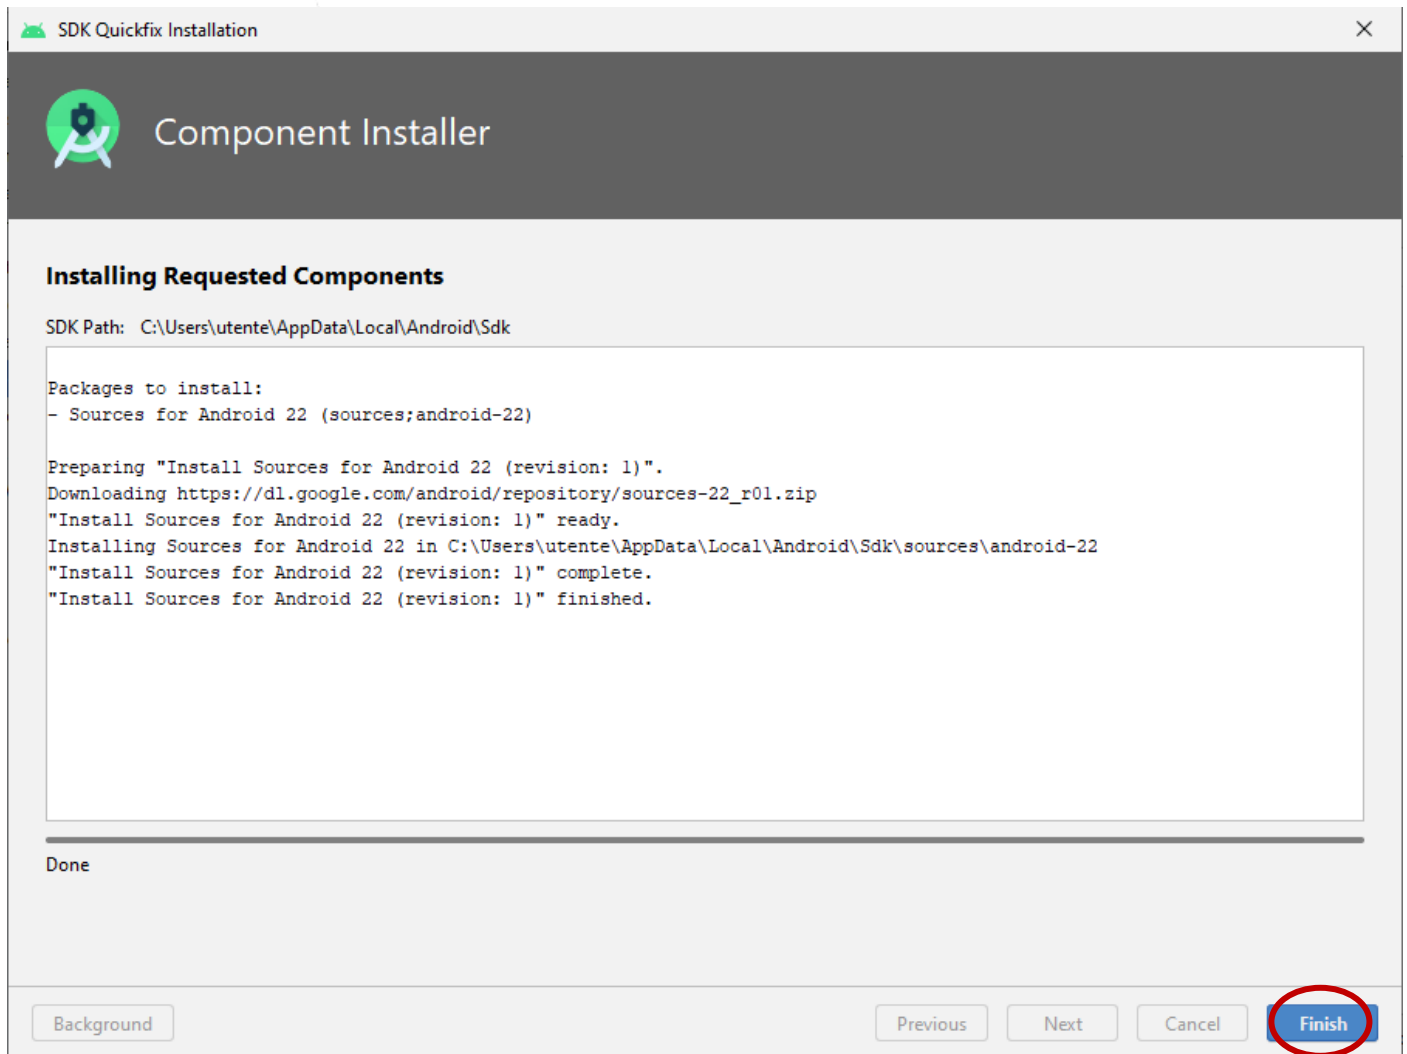 SDK Quickfix Installation
Component Installer
Installing Requested Components
SDK Path: C:\Users\utente\AppData\Local\Android\Sdk
Packages to install:
- Sources for Android 22 (sources;android-22)
Preparing "Install Sources for Android 22 (revision: 1)".
Downloading https://dl.google.com/android/repository/sources-22_r01.zip
"Install Sources for Android 22 (revision: 1)" ready.
Installing Sources for Android 22 in C:\Users\utente\AppData\Local\Android\Sdk\sources\android-22
"Install Sources for Android 22 (revision: 1)" complete.
"Install Sources for Android 22 (revision: 1)" finished.
Done
Background Previous Next Cancel Finish